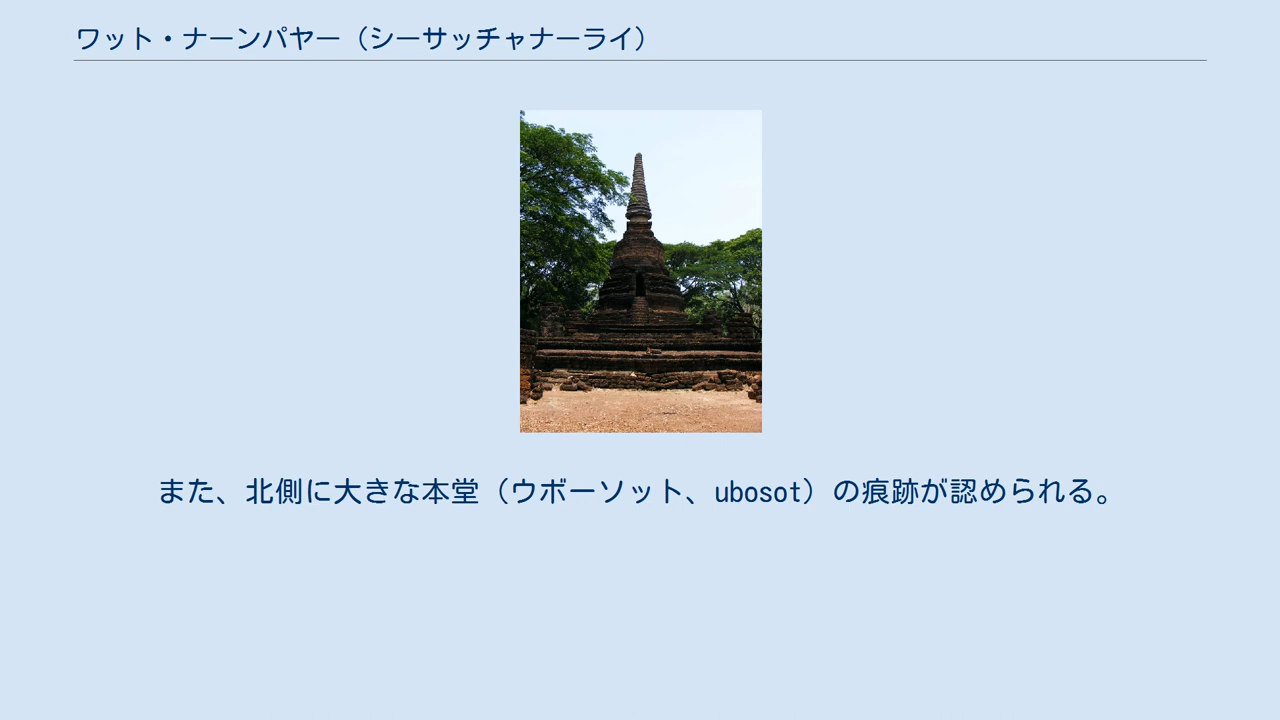 ワット・ナーンパヤー（シーサッチャナーライ）
また、北側に大きな本堂（ウボーソット、ubosot）の痕跡が認められる。